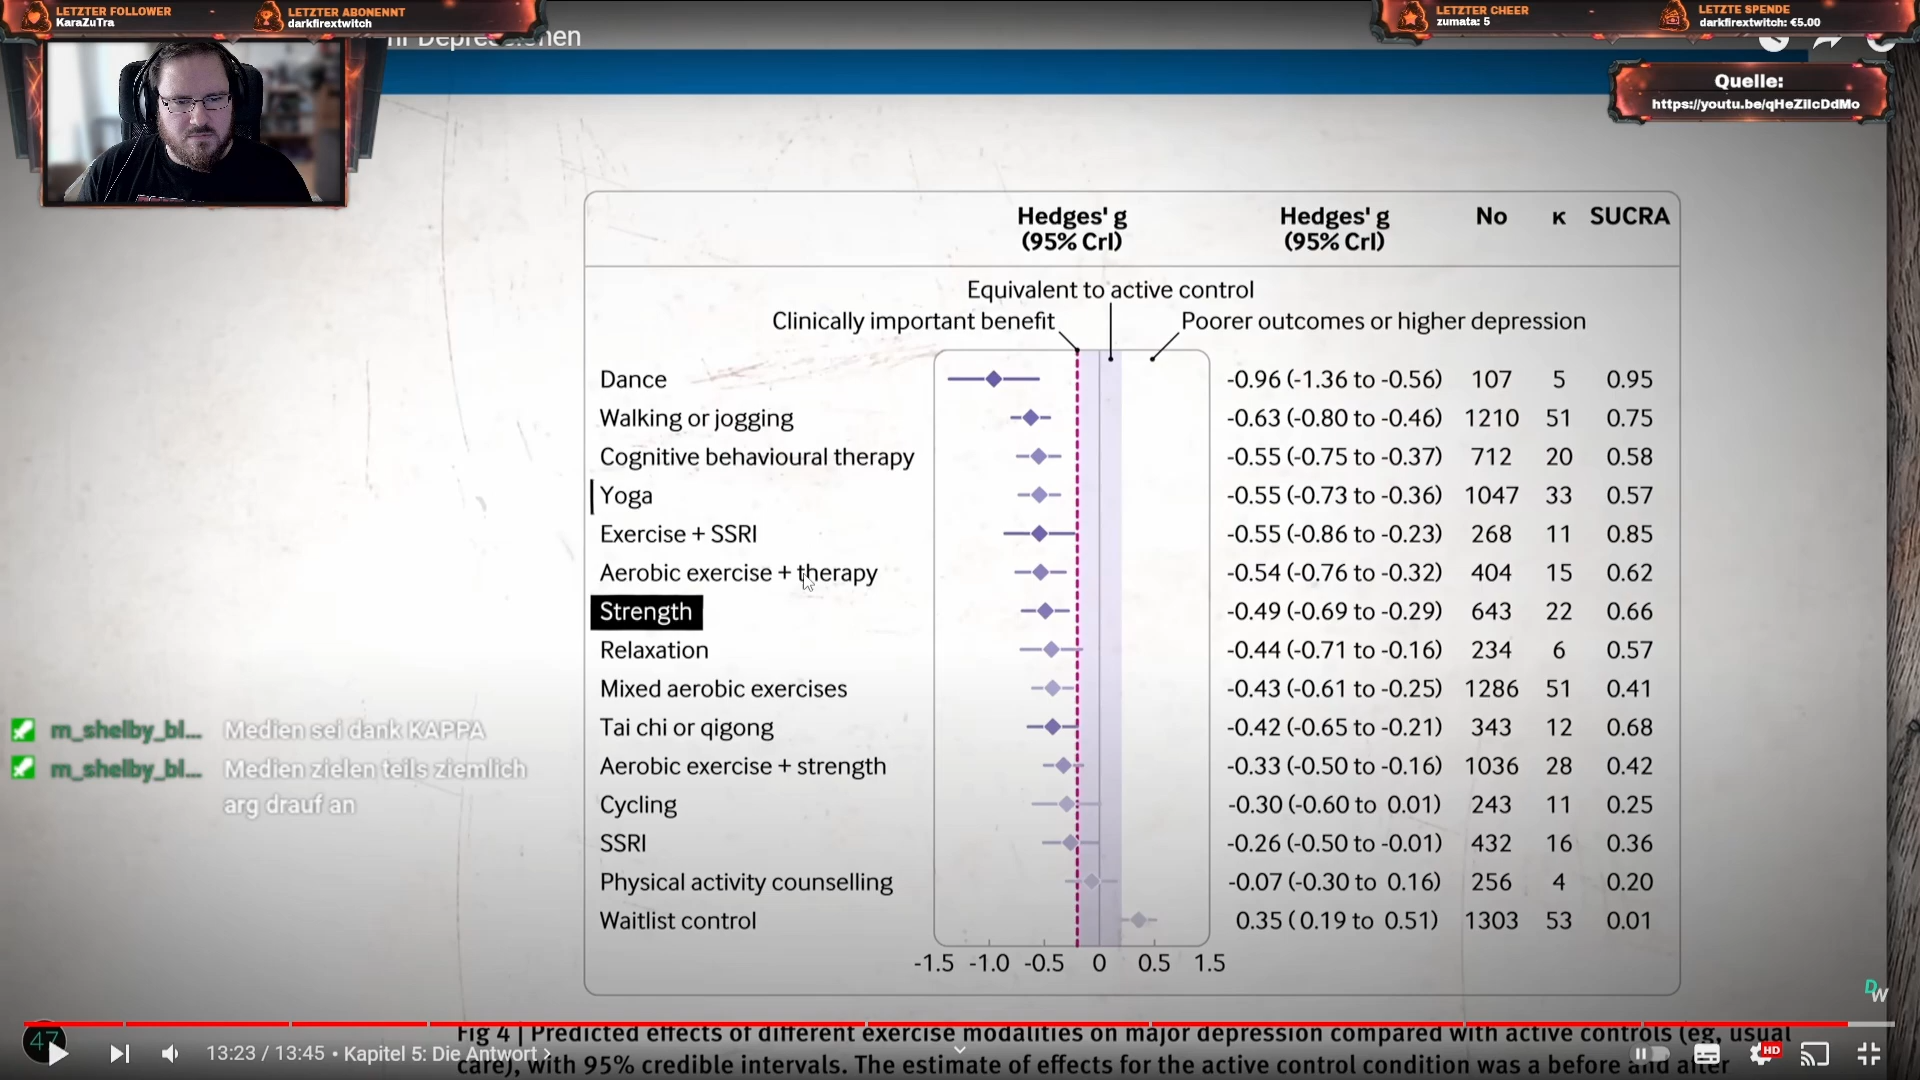 LETZTER FOLLOWER
KaraZuTra
LETZTER ABONENNT
darkfirextwitch
LETZTER CHEER
zumata: 5
LETZTE SPENDE
darkfirextwitch: €5.00
Quelle:
https://youtu.be/qHeZIlcDdMo
Hedges' g
(95% CrI)
Hedges' g
(95% CrI)
No
κ
SUCRA
Equivalent to active control
Clinically important benefit
Poorer outcomes or higher depression
Dance -0.96 (-1.36 to -0.56) 107 5 0.95
Walking or jogging -0.63 (-0.80 to -0.46) 1210 51 0.75
Cognitive behavioural therapy -0.55 (-0.75 to -0.37) 712 20 0.58
Yoga -0.55 (-0.73 to -0.36) 1047 33 0.57
Exercise + SSRI -0.55 (-0.86 to -0.23) 268 11 0.85
Aerobic exercise + therapy -0.54 (-0.76 to -0.32) 404 15 0.62
Strength -0.49 (-0.69 to -0.29) 643 22 0.66
Relaxation -0.44 (-0.71 to -0.16) 234 6 0.57
Mixed aerobic exercises -0.43 (-0.61 to -0.25) 1286 51 0.41
Tai chi or qigong -0.42 (-0.65 to -0.21) 343 12 0.68
Aerobic exercise + strength -0.33 (-0.50 to -0.16) 1036 28 0.42
Cycling -0.30 (-0.60 to 0.01) 243 11 0.25
SSRI -0.26 (-0.50 to -0.01) 432 16 0.36
Physical activity counselling -0.07 (-0.30 to 0.16) 256 4 0.20
Waitlist control 0.35 (0.19 to 0.51) 1303 53 0.01
-1.5 -1.0 -0.5 0 0.5 1.5
m_shelby_bl... Medien sei dank KAPPA
m_shelby_bl... Medien zielen teils ziemlich
arg drauf an
DW
Fig 4 | Predicted effects of different exercise modalities on major depression compared with active controls (eg, usual
care), with 95% credible intervals. The estimate of effects for the active control condition was a before and after
47
13:23 / 13:45 • Kapitel 5: Die Antwort
HD